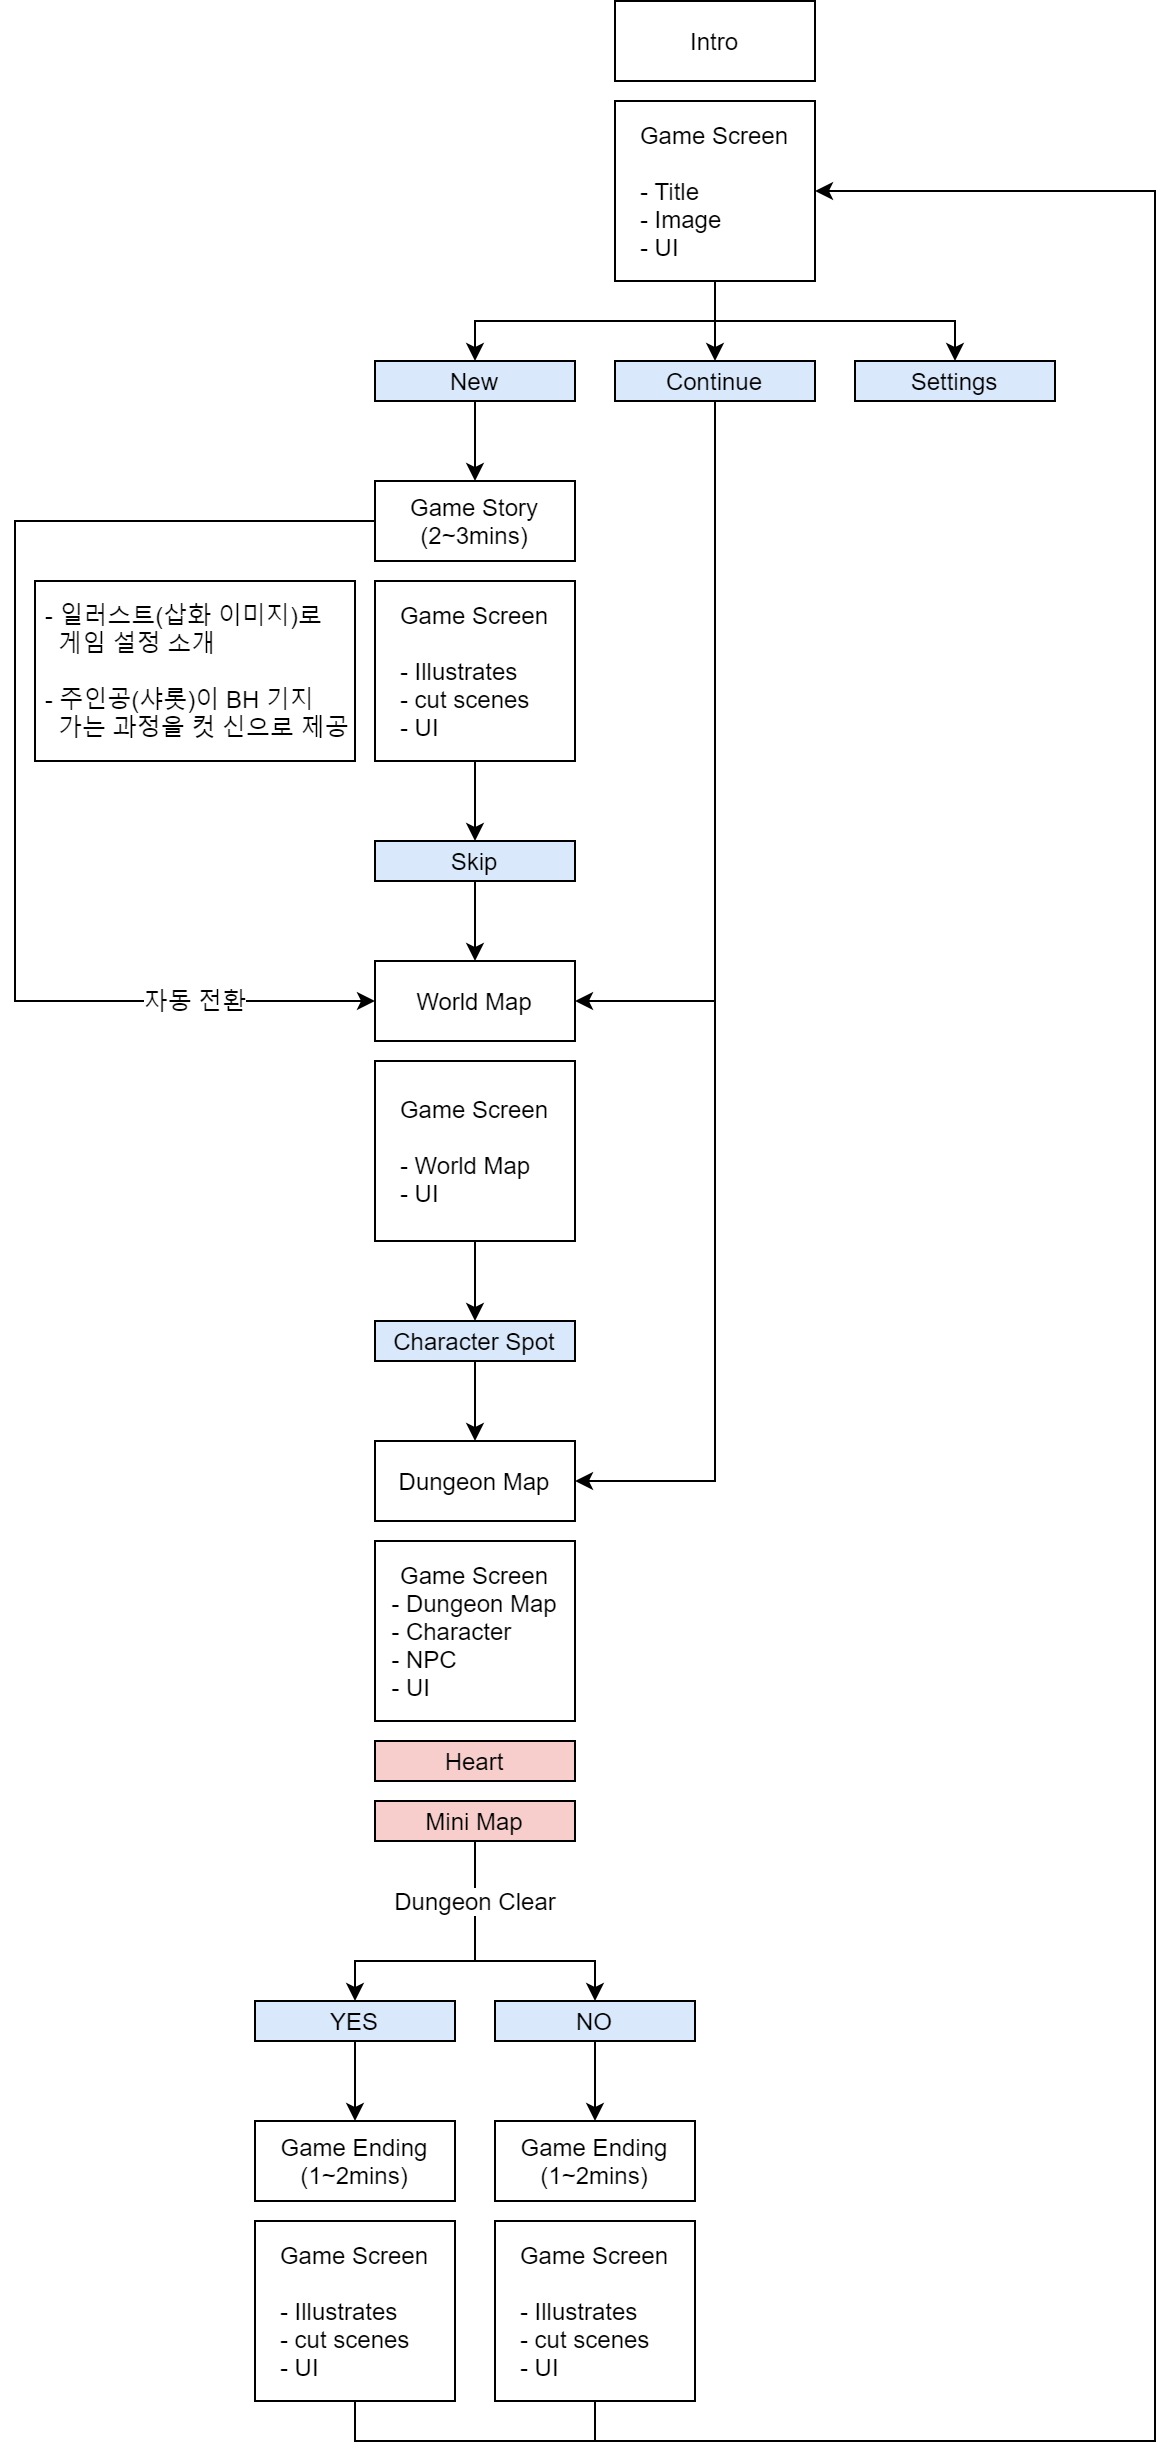 Intro
Game Screen
- Title
- Image
- UI
New
Continue
Settings
Game Story
(2~3mins)
- 일러스트(삽화 이미지)로
게임 설정 소개
- 주인공(샤롯)이 BH 기지
가는 과정을 컷 신으로 제공
Game Screen
- Illustrates
- cut scenes
- UI
Skip
자동 전환
World Map
Game Screen
- World Map
- UI
Character Spot
Dungeon Map
Game Screen
- Dungeon Map
- Character
- NPC
- UI
Heart
Mini Map
Dungeon Clear
YES
NO
Game Ending
(1~2mins)
Game Ending
(1~2mins)
Game Screen
- Illustrates
- cut scenes
- UI
Game Screen
- Illustrates
- cut scenes
- UI